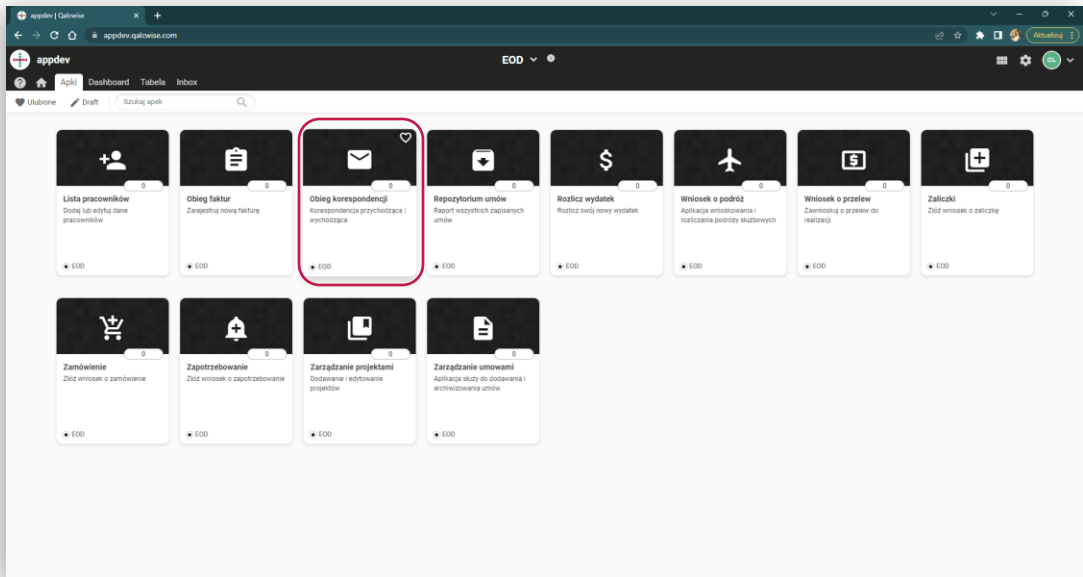 appdev | Qalcwise
appdev.qalcwise.com
Aktualizuj
appdev
EOD
Apki Dashboard Tabela Inbox
Ulubione Draft Szukaj apek
0 0 0 0 0 0 0 0
Lista pracowników
Dodaj lub edytuj dane
pracowników
EOD
Obieg faktur
Zarejestruj nową fakturę
EOD
Obieg korespondencji
Korespondencja przychodząca i
wychodząca
EOD
Repozytorium umów
Raport wszystkich zapisanych
umów
EOD
Rozlicz wydatek
Rozlicz swój nowy wydatek
EOD
Wniosek o podróż
Aplikacja wnioskowania i
rozliczania podróży służbowych
EOD
Wniosek o przelew
Zawnioskuj o przelew do
realizacji
EOD
Zaliczki
Złóż wniosek o zaliczkę
EOD
0 0 0 0
Zamówienie
Złóż wniosek o zamówienie
EOD
Zapotrzebowanie
Złóż wniosek o zapotrzebowanie
EOD
Zarządzanie projektami
Dodawanie i edytowanie
projektów
EOD
Zarządzanie umowami
Aplikacja służy do dodawania i
archiwizowania umów
EOD